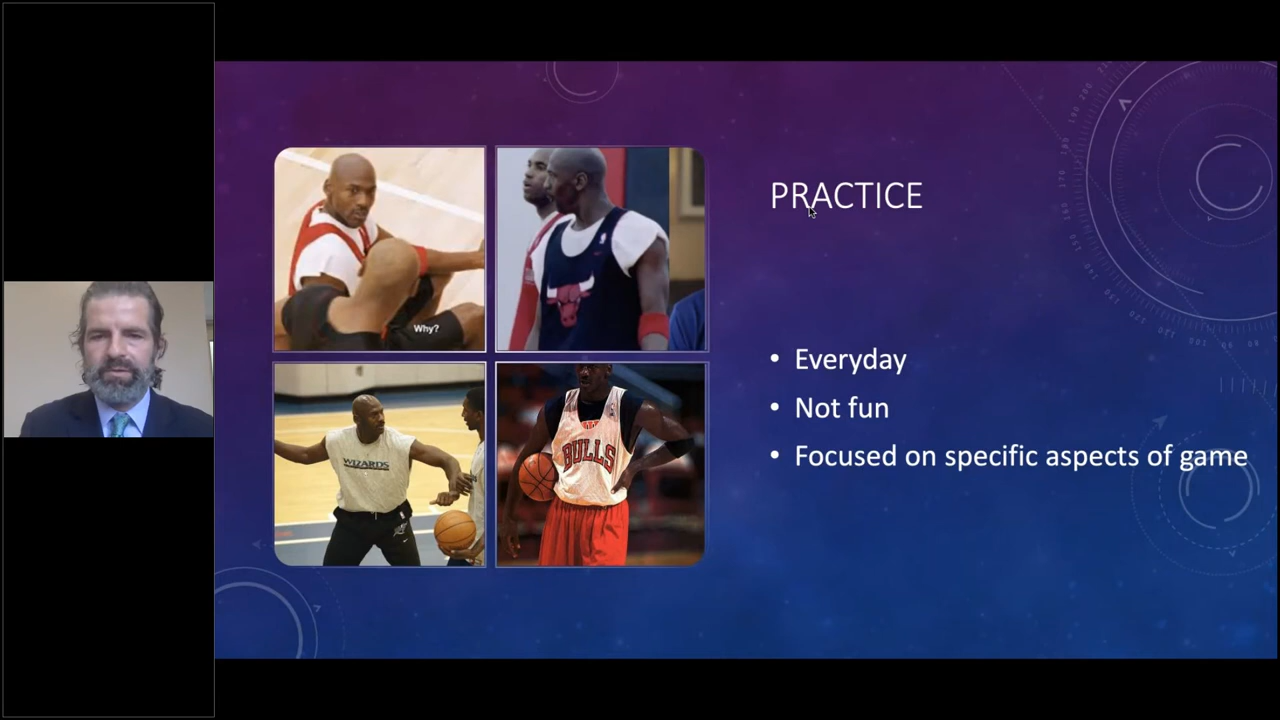 PRACTICE
• Everyday
• Not fun
• Focused on specific aspects of game
Why?
WIZARDS
BULLS